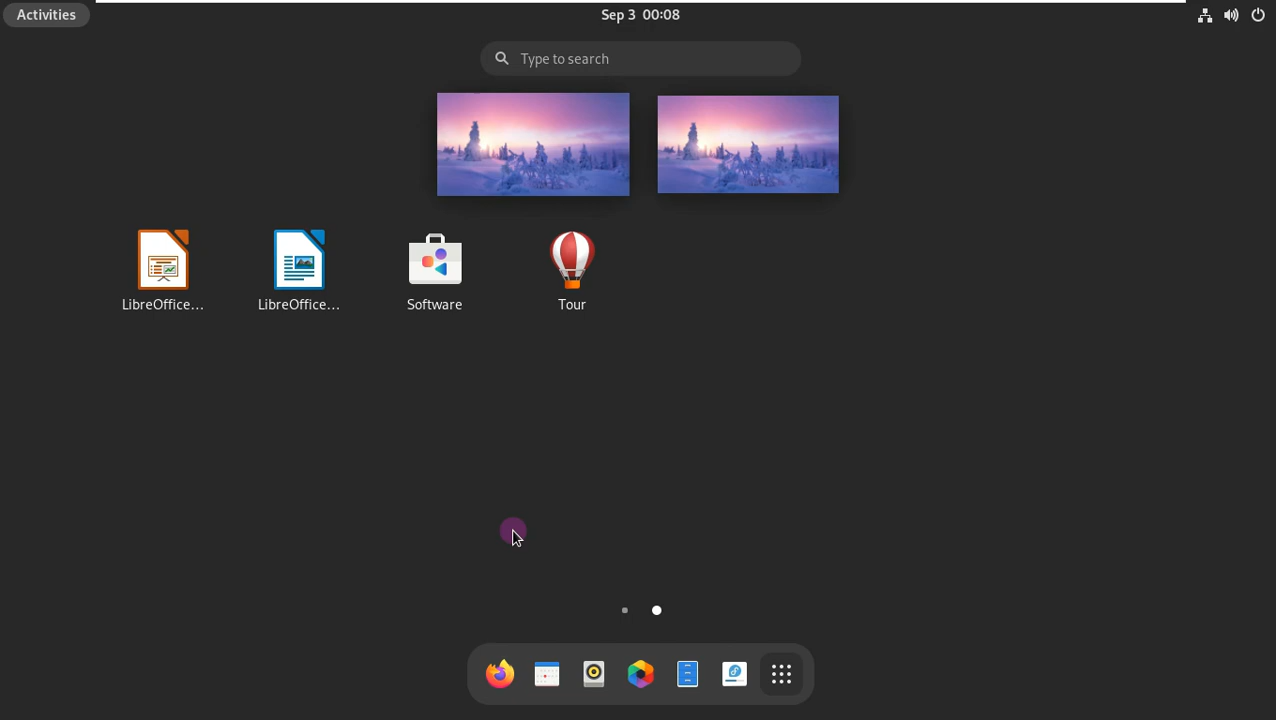 Activities
Sep 3 00:08
Type to search
LibreOffice...
LibreOffice...
Software
Tour